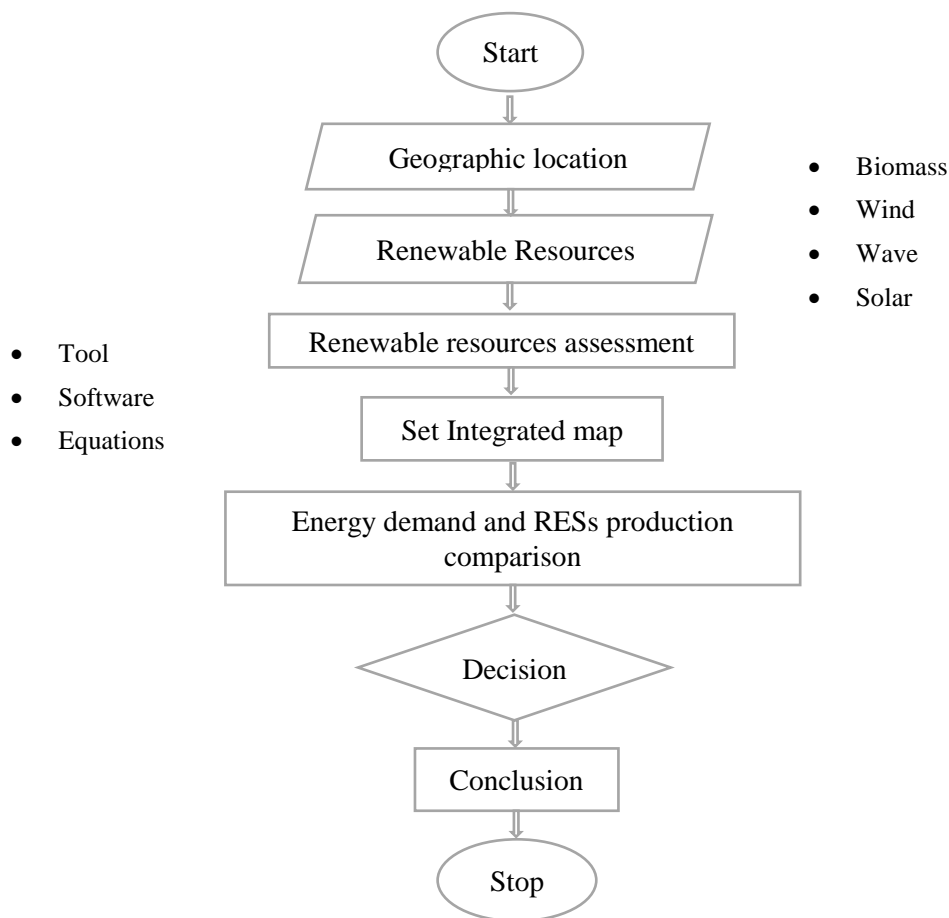 Start
Geographic location
• Biomass
• Wind
• Wave
• Solar
Renewable Resources
Renewable resources assessment
• Tool
• Software
• Equations
Set Integrated map
Energy demand and RESs production
comparison
Decision
Conclusion
Stop